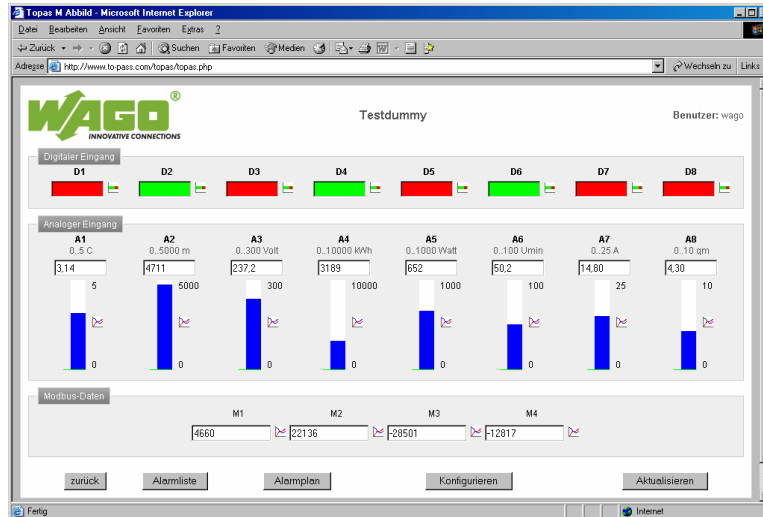 Topas M Abbild - Microsoft Internet Explorer
Datei Bearbeiten Ansicht Favoriten Extras ?
Zurück Suchen Favoriten Medien
Adresse http://www.to-pass.com/topas/topas.php Wechseln zu Links
WAGO ®
INNOVATIVE CONNECTIONS
Testdummy
Benutzer: wago
Digitaler Eingang
D1 D2 D3 D4 D5 D6 D7 D8
Analoger Eingang
A1 A2 A3 A4 A5 A6 A7 A8
0..5 C 0..5000 m 0..300 Volt 0..10000 kWh 0..1000 Watt 0..100 Umin 0..25 A 0..10 qm
3,14 4711 237,2 3189 652 50,2 14,80 4,30
5 5000 300 10000 1000 100 25 10
0 0 0 0 0 0 0 0
Modbus-Daten
M1 M2 M3 M4
4660 22136 -28501 -12817
zurück Alarmliste Alarmplan Konfigurieren Aktualisieren
Fertig Internet